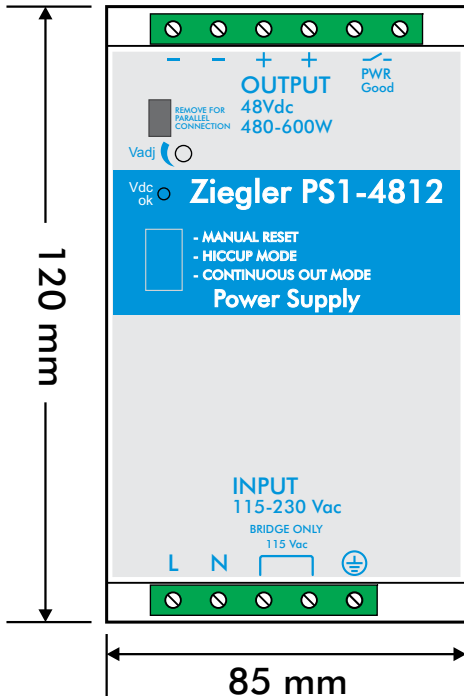 − − + +
PWR
Good
OUTPUT
48Vdc
480-600W
REMOVE FOR
PARALLEL
CONNECTION
Vadj
Vdc
ok
Ziegler PS1-4812
- MANUAL RESET
- HICCUP MODE
- CONTINUOUS OUT MODE
Power Supply
120 mm
INPUT
115-230 Vac
BRIDGE ONLY
115 Vac
L N
85 mm